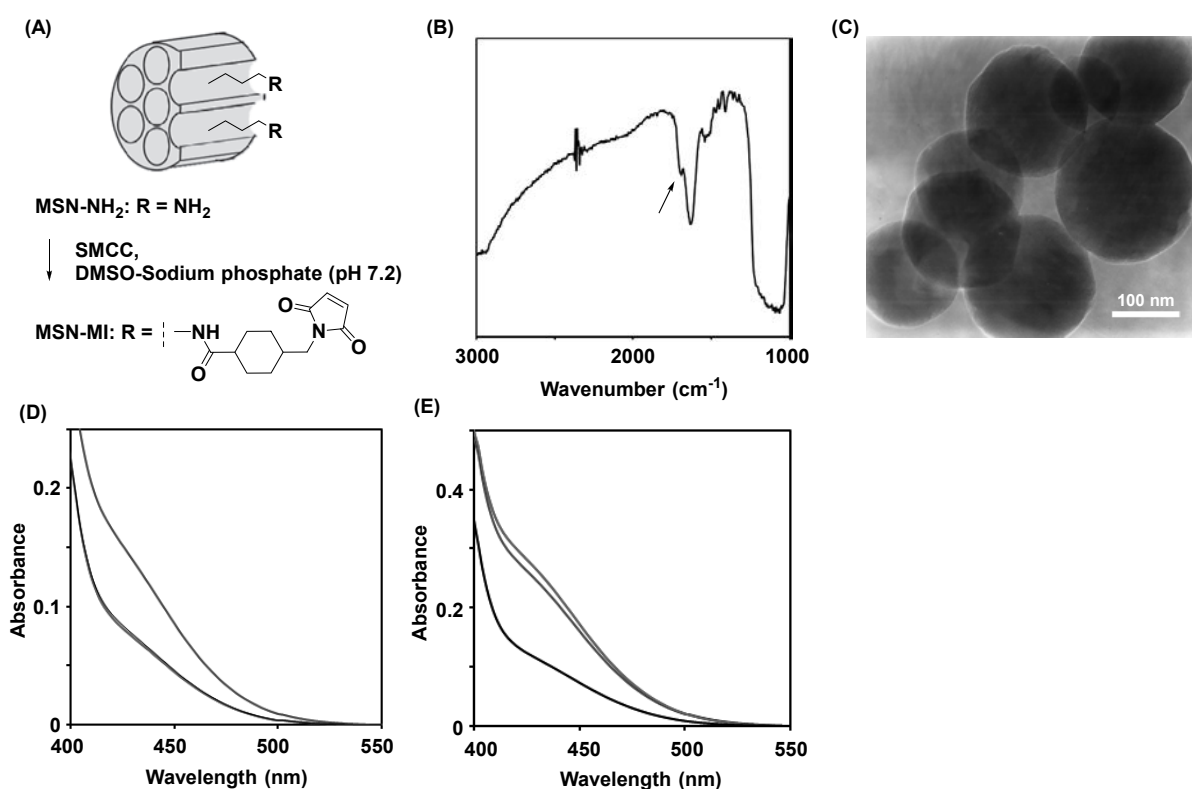 (A)
R
R
MSN-NH2: R = NH2
SMCC,
DMSO-Sodium phosphate (pH 7.2)
MSN-MI: R =
NH
O
N
O
O
(B)
3000 2000 1000
Wavenumber (cm-1)
(C)
100 nm
(D)
Absorbance
0.2
0.1
0
400 450 500 550
Wavelength (nm)
(E)
Absorbance
0.4
0.2
0
400 450 500 550
Wavelength (nm)